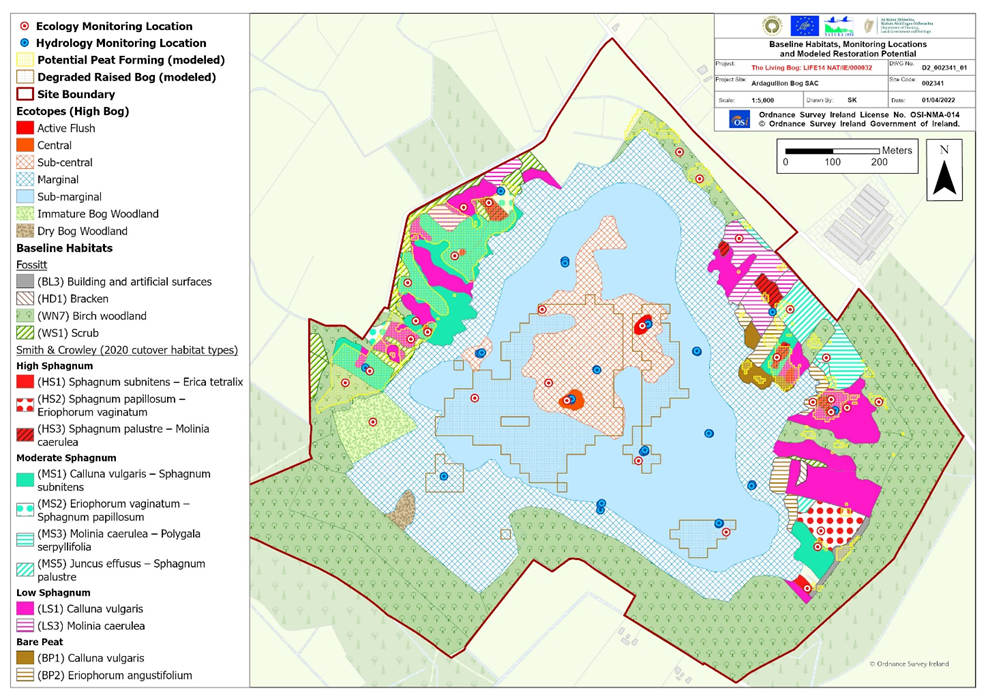 Ecology Monitoring Location
Hydrology Monitoring Location
Potential Peat Forming (modeled)
Degraded Raised Bog (modeled)
Site Boundary
Ecotopes (High Bog)
Active Flush
Central
Sub-central
Marginal
Sub-marginal
Immature Bog Woodland
Dry Bog Woodland
Baseline Habitats
Fossitt
(BL3) Building and artificial surfaces
(HD1) Bracken
(WN7) Birch woodland
(WS1) Scrub
Smith & Crowley (2020 cutover habitat types)
High Sphagnum
(HS1) Sphagnum subnitens – Erica tetralix
(HS2) Sphagnum papillosum –
Eriophorum vaginatum
(HS3) Sphagnum palustre – Molinia
caerulea
Moderate Sphagnum
(MS1) Calluna vulgaris – Sphagnum
subnitens
(MS2) Eriophorum vaginatum –
Sphagnum papillosum
(MS3) Molinia caerulea – Polygala
serpyllifolia
(MS5) Juncus effusus – Sphagnum
palustre
Low Sphagnum
(LS1) Calluna vulgaris
(LS3) Molinia caerulea
Bare Peat
(BP1) Calluna vulgaris
(BP2) Eriophorum angustifolium
Baseline Habitats, Monitoring Locations
and Modeled Restoration Potential
Project: The Living Bog: LIFE14 NAT/IE/000032 DWG No. D2_002341_01
Project Site: Ardagullion Bog SAC Site Code 002341
Scale: 1:5,000 Drawn By: SK Date: 01/04/2022
OSi
Ordnance Survey Ireland License No. OSI-NMA-014
© Ordnance Survey Ireland Government of Ireland.
Meters
0 100 200
N
© Ordnance Survey Ireland